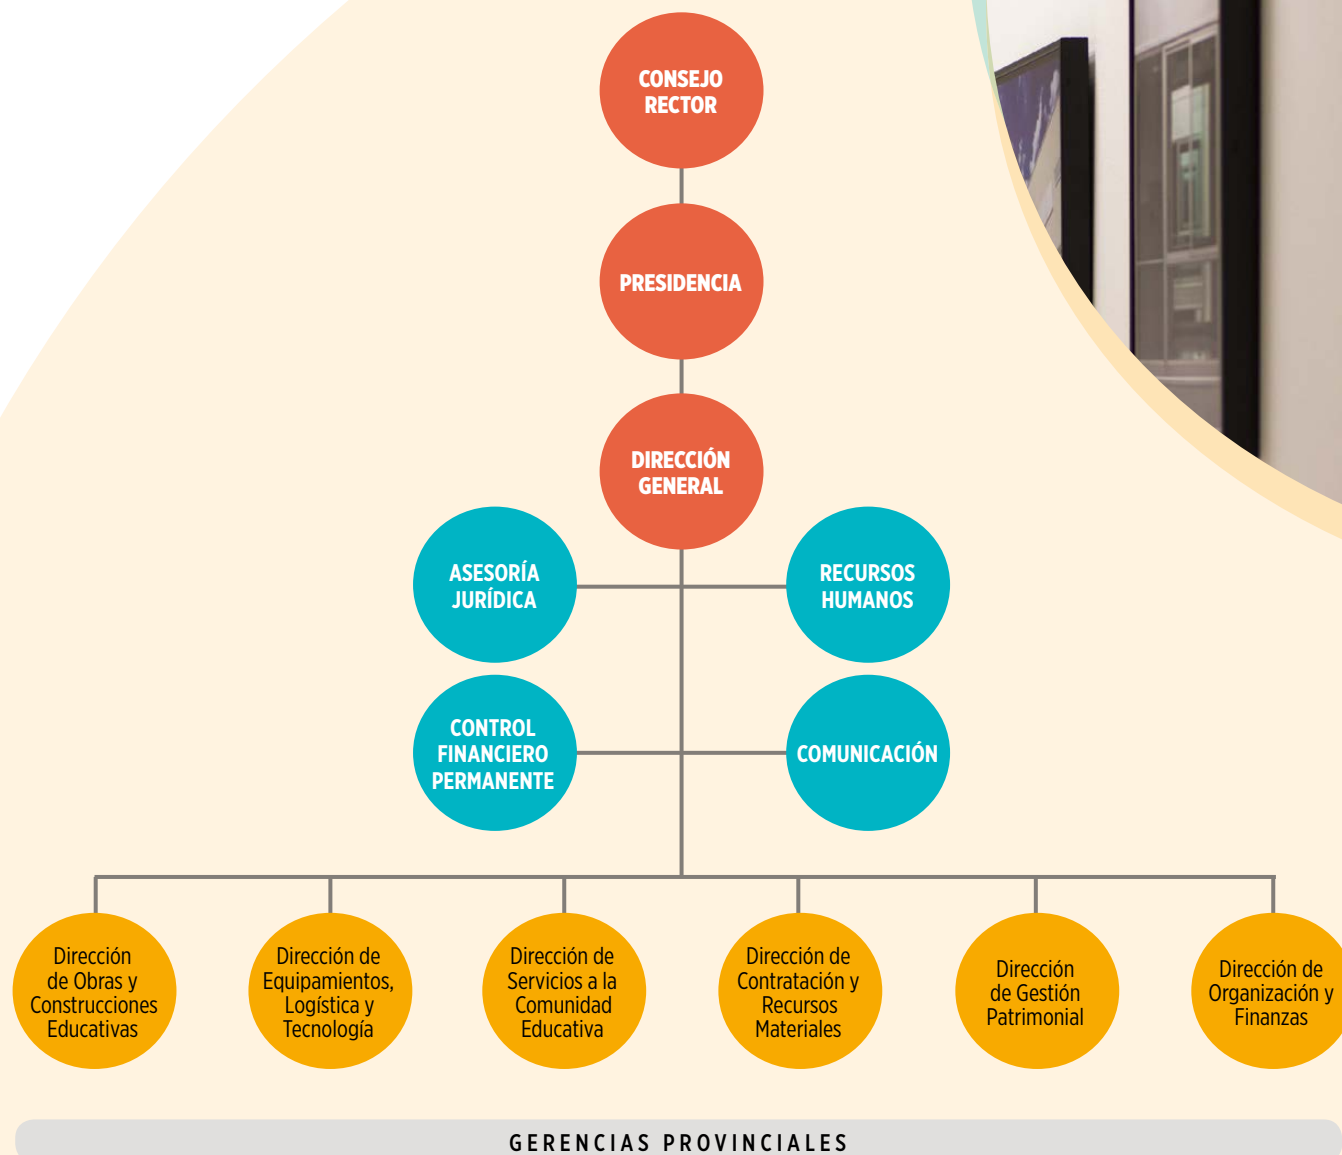 CONSEJO
RECTOR
PRESIDENCIA
DIRECCIÓN
GENERAL
ASESORÍA
JURÍDICA
RECURSOS
HUMANOS
CONTROL
FINANCIERO
PERMANENTE
COMUNICACIÓN
Dirección
de Obras y
Construcciones
Educativas
Dirección de
Equipamientos,
Logística y
Tecnología
Dirección de
Servicios a la
Comunidad
Educativa
Dirección de
Contratación y
Recursos
Materiales
Dirección
de Gestión
Patrimonial
Dirección de
Organización y
Finanzas
GERENCIAS PROVINCIALES